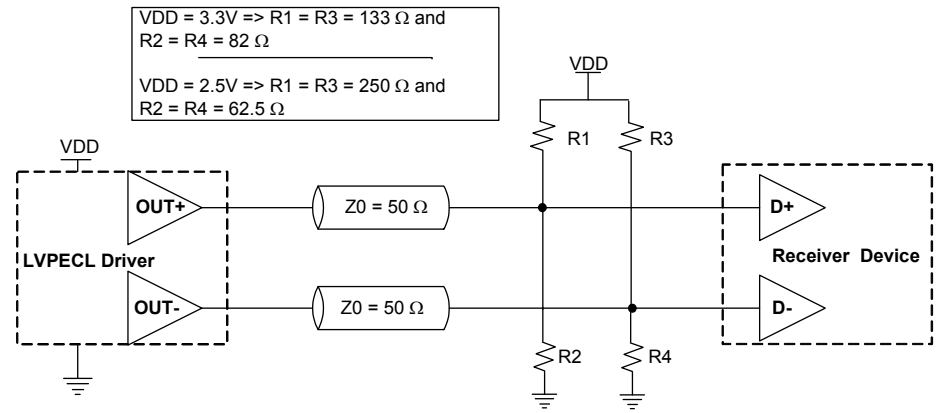 VDD = 3.3V => R1 = R3 = 133 Ω and
R2 = R4 = 82 Ω
VDD = 2.5V => R1 = R3 = 250 Ω and
R2 = R4 = 62.5 Ω
VDD
R1
R3
VDD
OUT+
Z0 = 50 Ω
D+
LVPECL Driver
Receiver Device
OUT-
Z0 = 50 Ω
D-
R2
R4